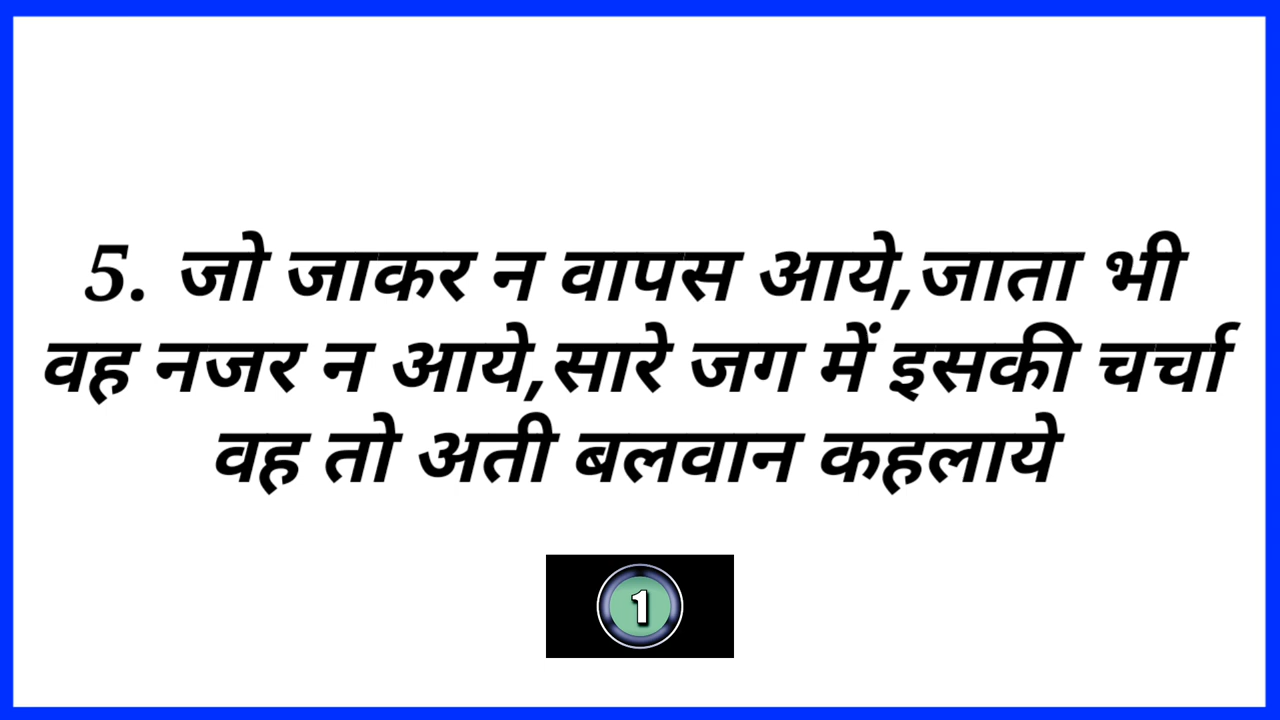 5. जो जाकर न वापस आये,जाता भी
वह नजर न आये,सारे जग में इसकी चर्चा
वह तो अती बलवान कहलाये
1